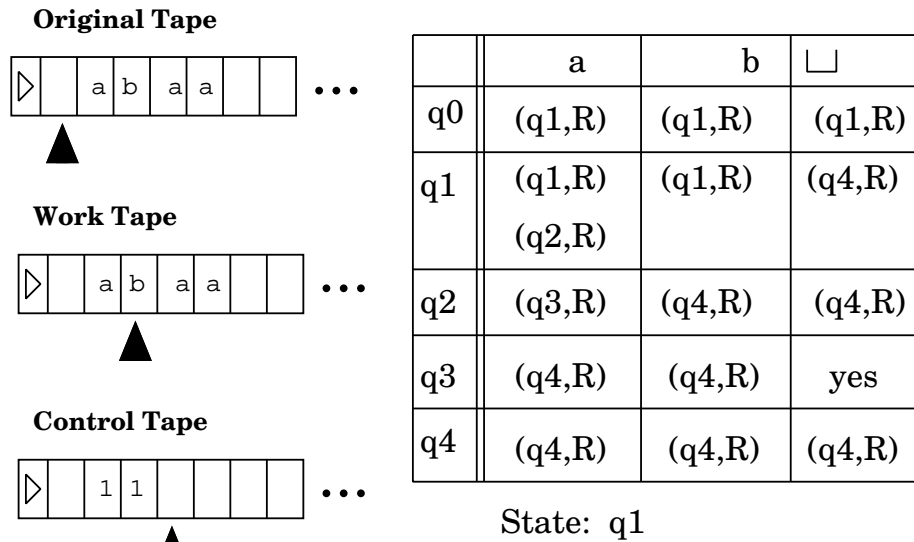 Original Tape
a b a a ...
Work Tape
a b a a ...
Control Tape
1 1 ...
a b ⊔
q0 (q1,R) (q1,R) (q1,R)
q1 (q1,R) (q1,R) (q4,R)
(q2,R)
q2 (q3,R) (q4,R) (q4,R)
q3 (q4,R) (q4,R) yes
q4 (q4,R) (q4,R) (q4,R)
State: q1